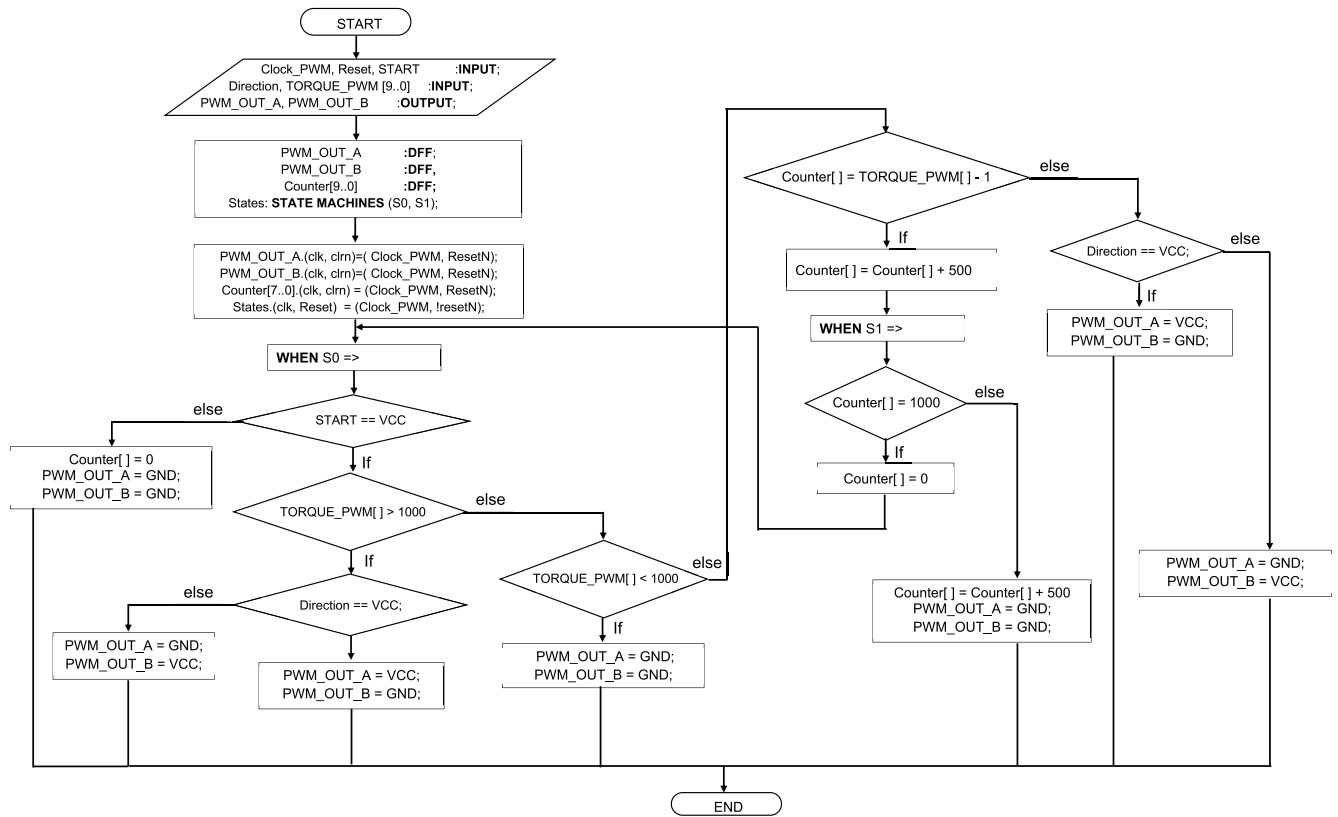 START
Clock_PWM, Reset, START :INPUT;
Direction, TORQUE_PWM [9..0] :INPUT;
PWM_OUT_A, PWM_OUT_B :OUTPUT;
PWM_OUT_A :DFF;
PWM_OUT_B :DFF,
Counter[9..0] :DFF;
States: STATE MACHINES (S0, S1);
PWM_OUT_A.(clk, clrn)=( Clock_PWM, ResetN);
PWM_OUT_B.(clk, clrn)=( Clock_PWM, ResetN);
Counter[7..0].(clk, clrn) = (Clock_PWM, ResetN);
States.(clk, Reset) = (Clock_PWM, !resetN);
WHEN S0 =>
START == VCC
else
Counter[ ] = 0
PWM_OUT_A = GND;
PWM_OUT_B = GND;
If
TORQUE_PWM[ ] > 1000
else
If
Direction == VCC;
else
PWM_OUT_A = GND;
PWM_OUT_B = VCC;
PWM_OUT_A = VCC;
PWM_OUT_B = GND;
TORQUE_PWM[ ] < 1000
else
If
PWM_OUT_A = GND;
PWM_OUT_B = GND;
Counter[ ] = TORQUE_PWM[ ] - 1
else
If
Counter[ ] = Counter[ ] + 500
WHEN S1 =>
Counter[ ] = 1000
else
If
Counter[ ] = 0
Counter[ ] = Counter[ ] + 500
PWM_OUT_A = GND;
PWM_OUT_B = GND;
Direction == VCC;
else
If
PWM_OUT_A = VCC;
PWM_OUT_B = GND;
PWM_OUT_A = GND;
PWM_OUT_B = VCC;
END